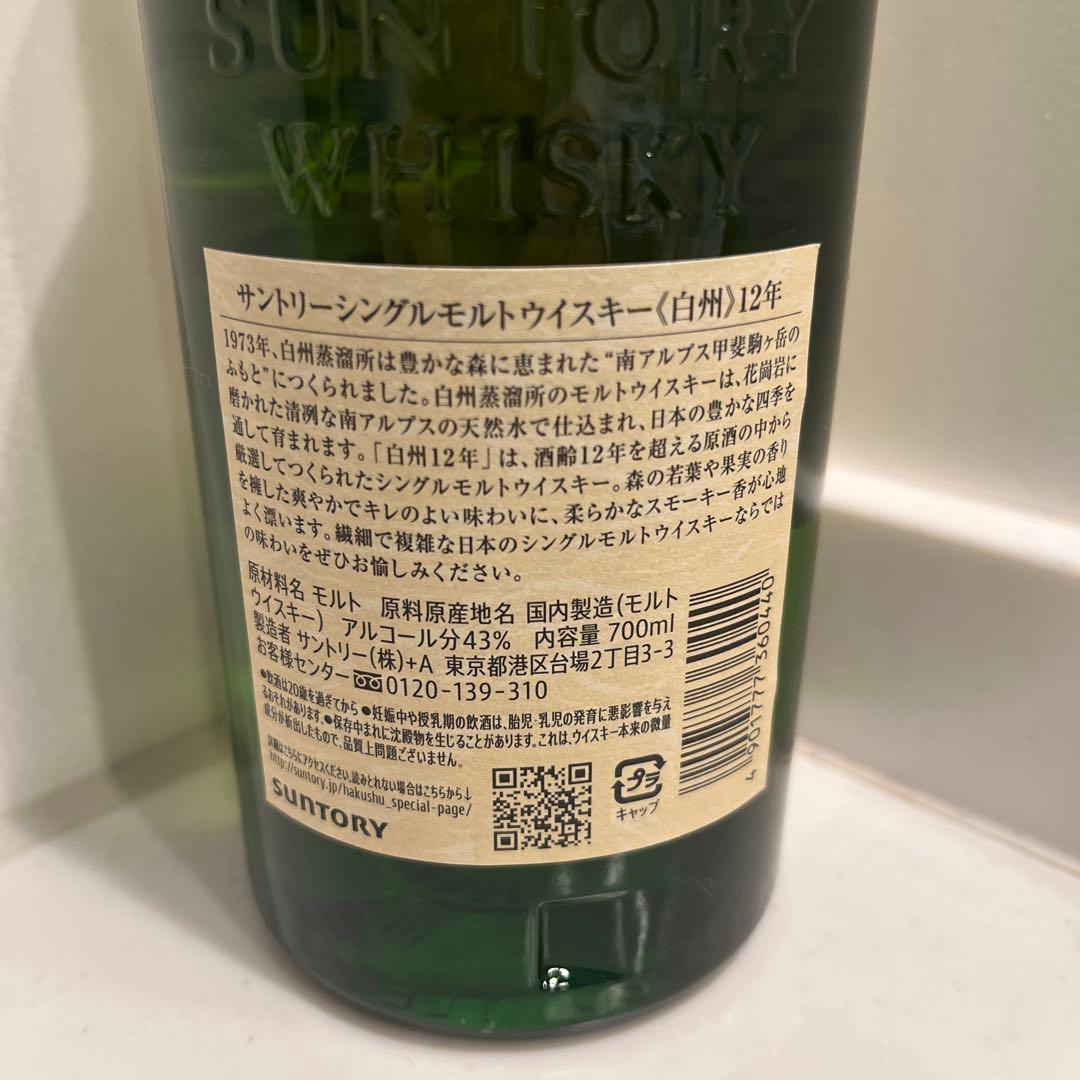 SUNTORY
WHISKY
サントリーシングルモルトウイスキー《白州》12年
1973年、白州蒸溜所は豊かな森に恵まれた“南アルプス甲斐駒ヶ岳の
ふもと”につくられました。白州蒸溜所のモルトウイスキーは、花崗岩に
磨かれた清冽な南アルプスの天然水で仕込まれ、日本の豊かな四季を
通して育まれます。「白州12年」は、酒齢12年を超える原酒の中から
厳選してつくられたシングルモルトウイスキー。森の若葉や果実の香り
を擁した爽やかでキレのよい味わいに、柔らかなスモーキー香が心地
よく漂います。繊細で複雑な日本のシングルモルトウイスキーならでは
の味わいをぜひお愉しみください。
原材料名 モルト 原料原産地名 国内製造(モルト
ウイスキー) アルコール分43% 内容量 700ml
製造者 サントリー(株)+A 東京都港区台場2丁目3-3
お客様センター 0120-139-310
●飲酒は20歳を過ぎてから ●妊娠中や授乳期の飲酒は、胎児・乳児の発育に悪影響を与え
るおそれがあります。●保存中まれに沈殿物を生じることがあります。これは、ウイスキー本来の微量
成分が析出したもので、品質上問題ございません。
詳細はこちらにアクセスください。読みとれない場合はこちらから↓
http://suntory.jp/hakushu_special-page/
SUNTORY
プラ
キャップ
4 901777 360440